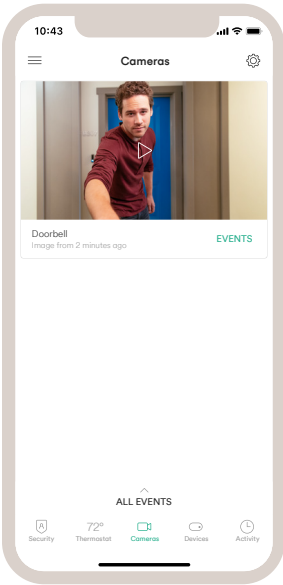 10:43
Cameras
Doorbell
Image from 2 minutes ago
EVENTS
ALL EVENTS
Security
72°
Thermostat
Cameras
Devices
Activity